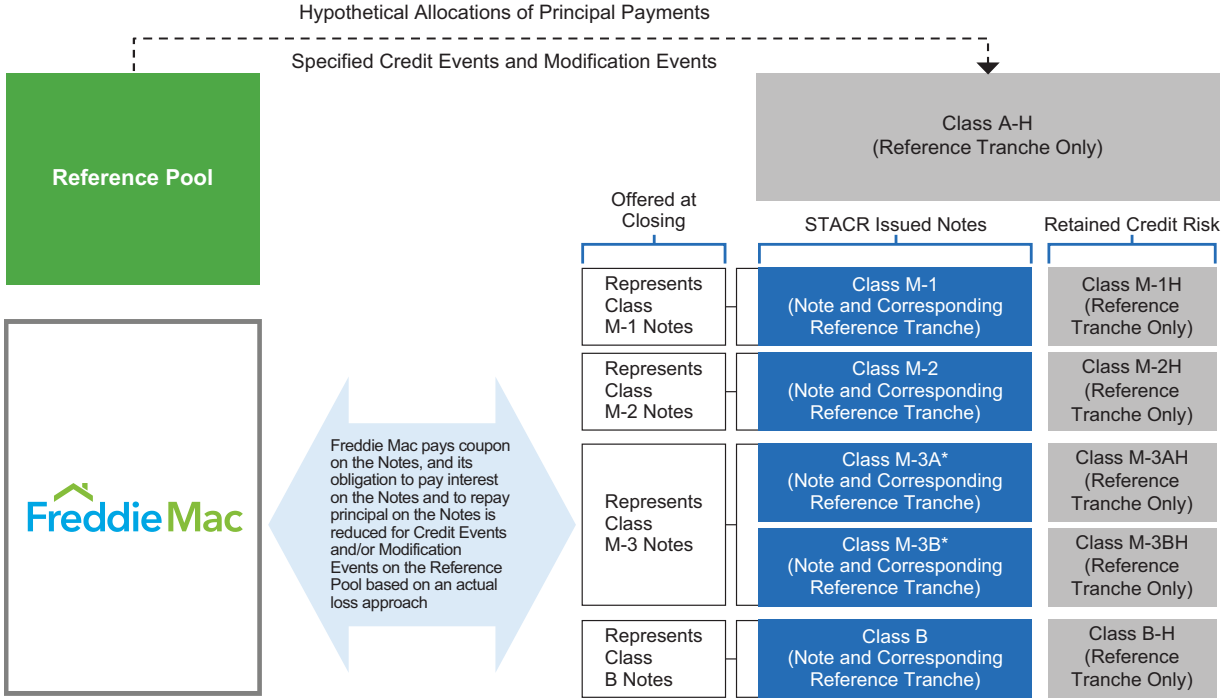 Hypothetical Allocations of Principal Payments
Specified Credit Events and Modification Events
Reference Pool
Class A-H
(Reference Tranche Only)
Offered at
Closing
STACR Issued Notes
Retained Credit Risk
Represents
Class
M-1 Notes
Class M-1
(Note and Corresponding
Reference Tranche)
Class M-1H
(Reference
Tranche Only)
Represents
Class
M-2 Notes
Class M-2
(Note and Corresponding
Reference Tranche)
Class M-2H
(Reference
Tranche Only)
Freddie Mac
Freddie Mac pays coupon
on the Notes, and its
obligation to pay interest
on the Notes and to repay
principal on the Notes is
reduced for Credit Events
and/or Modification
Events on the Reference
Pool based on an actual
loss approach
Represents
Class
M-3 Notes
Class M-3A*
(Note and Corresponding
Reference Tranche)
Class M-3AH
(Reference
Tranche Only)
Class M-3B*
(Note and Corresponding
Reference Tranche)
Class M-3BH
(Reference
Tranche Only)
Represents
Class
B Notes
Class B
(Note and Corresponding
Reference Tranche)
Class B-H
(Reference
Tranche Only)